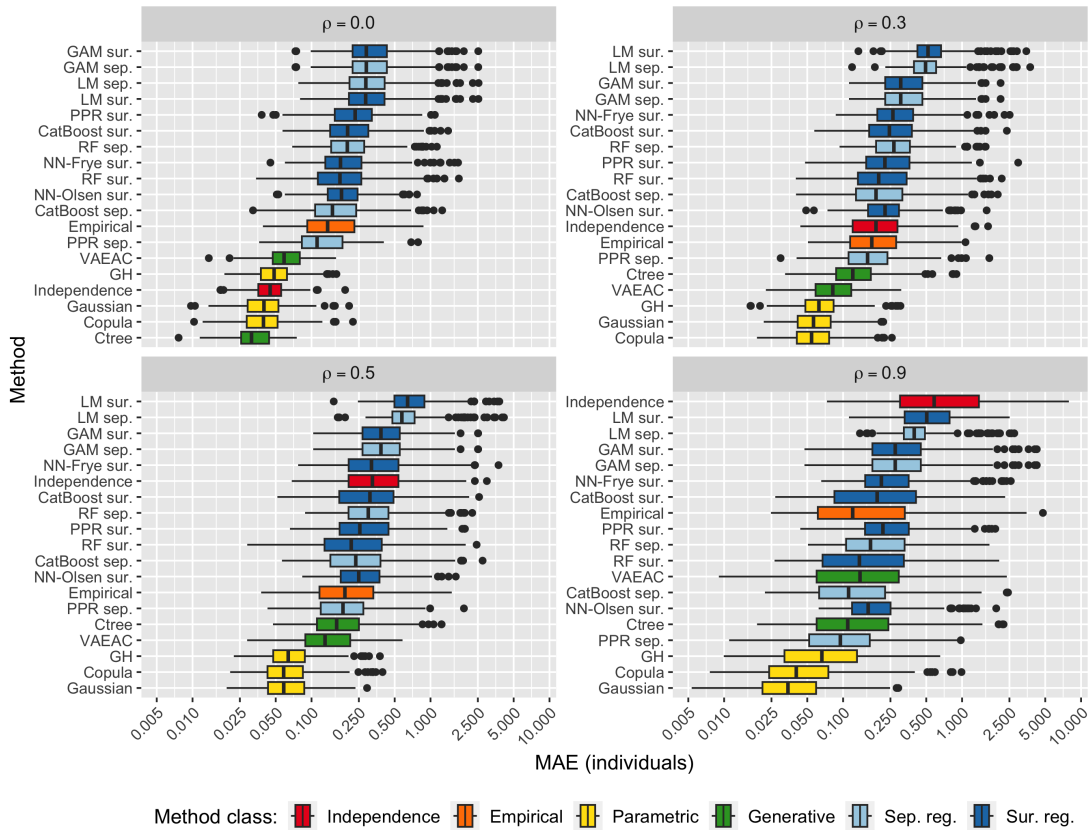 ρ = 0.0
GAM sur.
GAM sep.
LM sep.
LM sur.
PPR sur.
CatBoost sur.
RF sep.
NN-Frye sur.
RF sur.
NN-Olsen sur.
CatBoost sep.
Empirical
PPR sep.
VAEAC
GH
Independence
Gaussian
Copula
Ctree
ρ = 0.3
LM sur.
LM sep.
GAM sur.
GAM sep.
NN-Frye sur.
CatBoost sur.
RF sep.
PPR sur.
RF sur.
CatBoost sep.
NN-Olsen sur.
Independence
Empirical
PPR sep.
Ctree
VAEAC
GH
Gaussian
Copula
Method
ρ = 0.5
LM sur.
LM sep.
GAM sur.
GAM sep.
NN-Frye sur.
Independence
CatBoost sur.
RF sep.
PPR sur.
RF sur.
CatBoost sep.
NN-Olsen sur.
Empirical
PPR sep.
Ctree
VAEAC
GH
Copula
Gaussian
ρ = 0.9
Independence
LM sur.
LM sep.
GAM sur.
GAM sep.
NN-Frye sur.
CatBoost sur.
Empirical
PPR sur.
RF sep.
RF sur.
VAEAC
CatBoost sep.
NN-Olsen sur.
Ctree
PPR sep.
GH
Copula
Gaussian
0.005 0.010 0.025 0.050 0.100 0.250 0.500 1.000 2.500 5.000 10.000
0.005 0.010 0.025 0.050 0.100 0.250 0.500 1.000 2.500 5.000 10.000
MAE (individuals)
Method class: Independence Empirical Parametric Generative Sep. reg. Sur. reg.